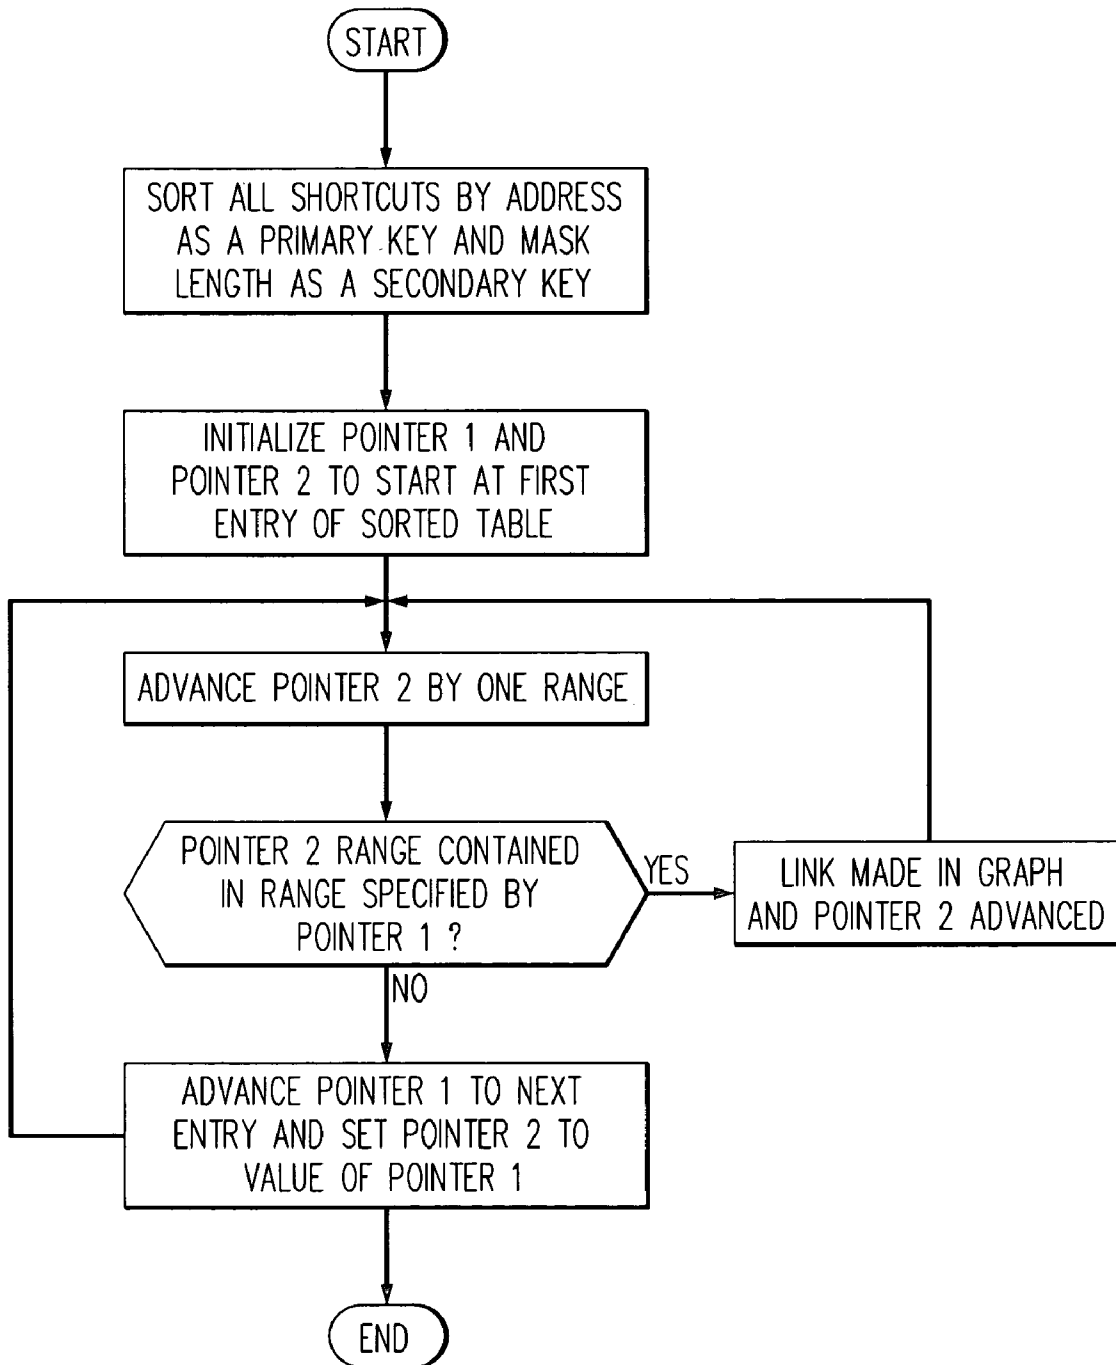 START
SORT ALL SHORTCUTS BY ADDRESS
AS A PRIMARY KEY AND MASK
LENGTH AS A SECONDARY KEY
INITIALIZE POINTER 1 AND
POINTER 2 TO START AT FIRST
ENTRY OF SORTED TABLE
ADVANCE POINTER 2 BY ONE RANGE
POINTER 2 RANGE CONTAINED
IN RANGE SPECIFIED BY
POINTER 1 ?
YES
LINK MADE IN GRAPH
AND POINTER 2 ADVANCED
NO
ADVANCE POINTER 1 TO NEXT
ENTRY AND SET POINTER 2 TO
VALUE OF POINTER 1
END